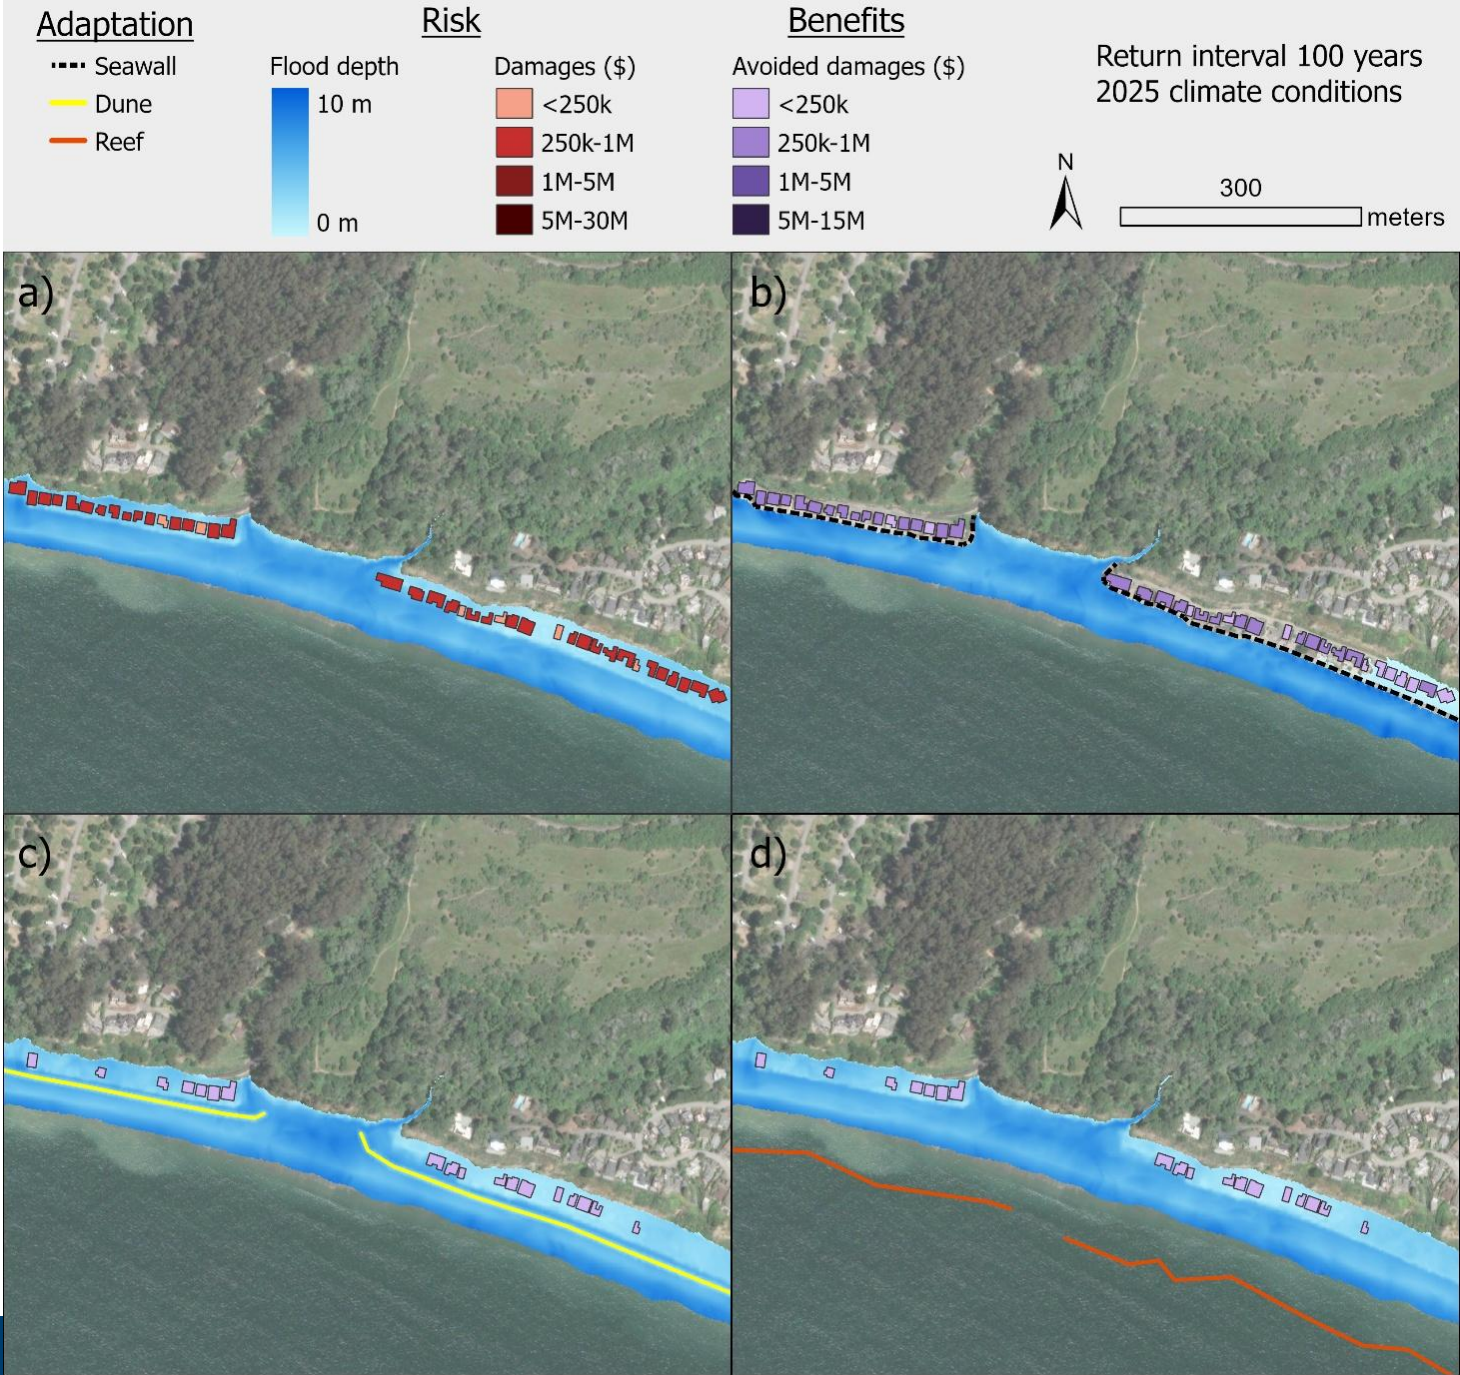 Adaptation
Seawall
Dune
Reef
Risk
Flood depth
10 m
0 m
Damages ($)
<250k
250k-1M
1M-5M
5M-30M
Benefits
Avoided damages ($)
<250k
250k-1M
1M-5M
5M-15M
Return interval 100 years
2025 climate conditions
N
300
meters
a)
b)
c)
d)